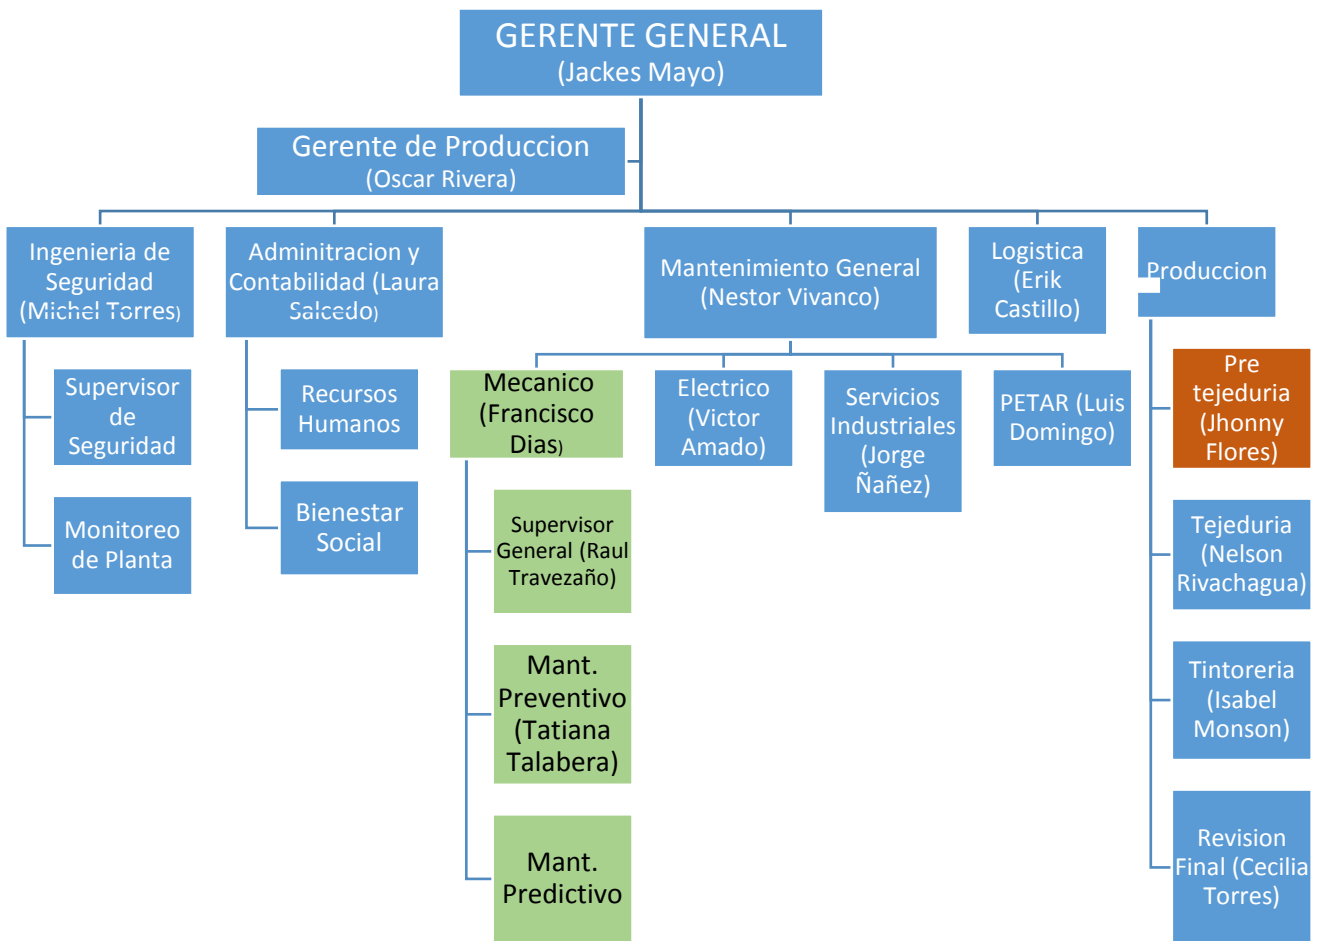 GERENTE GENERAL
(Jackes Mayo)
Gerente de Produccion
(Oscar Rivera)
Ingenieria de
Seguridad
(Michel Torres)
Adminitracion y
Contabilidad (Laura
Salcedo)
Mantenimiento General
(Nestor Vivanco)
Logistica
(Erik
Castillo)
Produccion
Supervisor
de
Seguridad
Monitoreo
de Planta
Recursos
Humanos
Bienestar
Social
Mecanico
(Francisco
Dias)
Supervisor
General (Raul
Travezaño)
Mant.
Preventivo
(Tatiana
Talabera)
Mant.
Predictivo
Electrico
(Victor
Amado)
Servicios
Industriales
(Jorge
Ñañez)
PETAR (Luis
Domingo)
Pre
tejeduria
(Jhonny
Flores)
Tejeduria
(Nelson
Rivachagua)
Tintoreria
(Isabel
Monson)
Revision
Final (Cecilia
Torres)